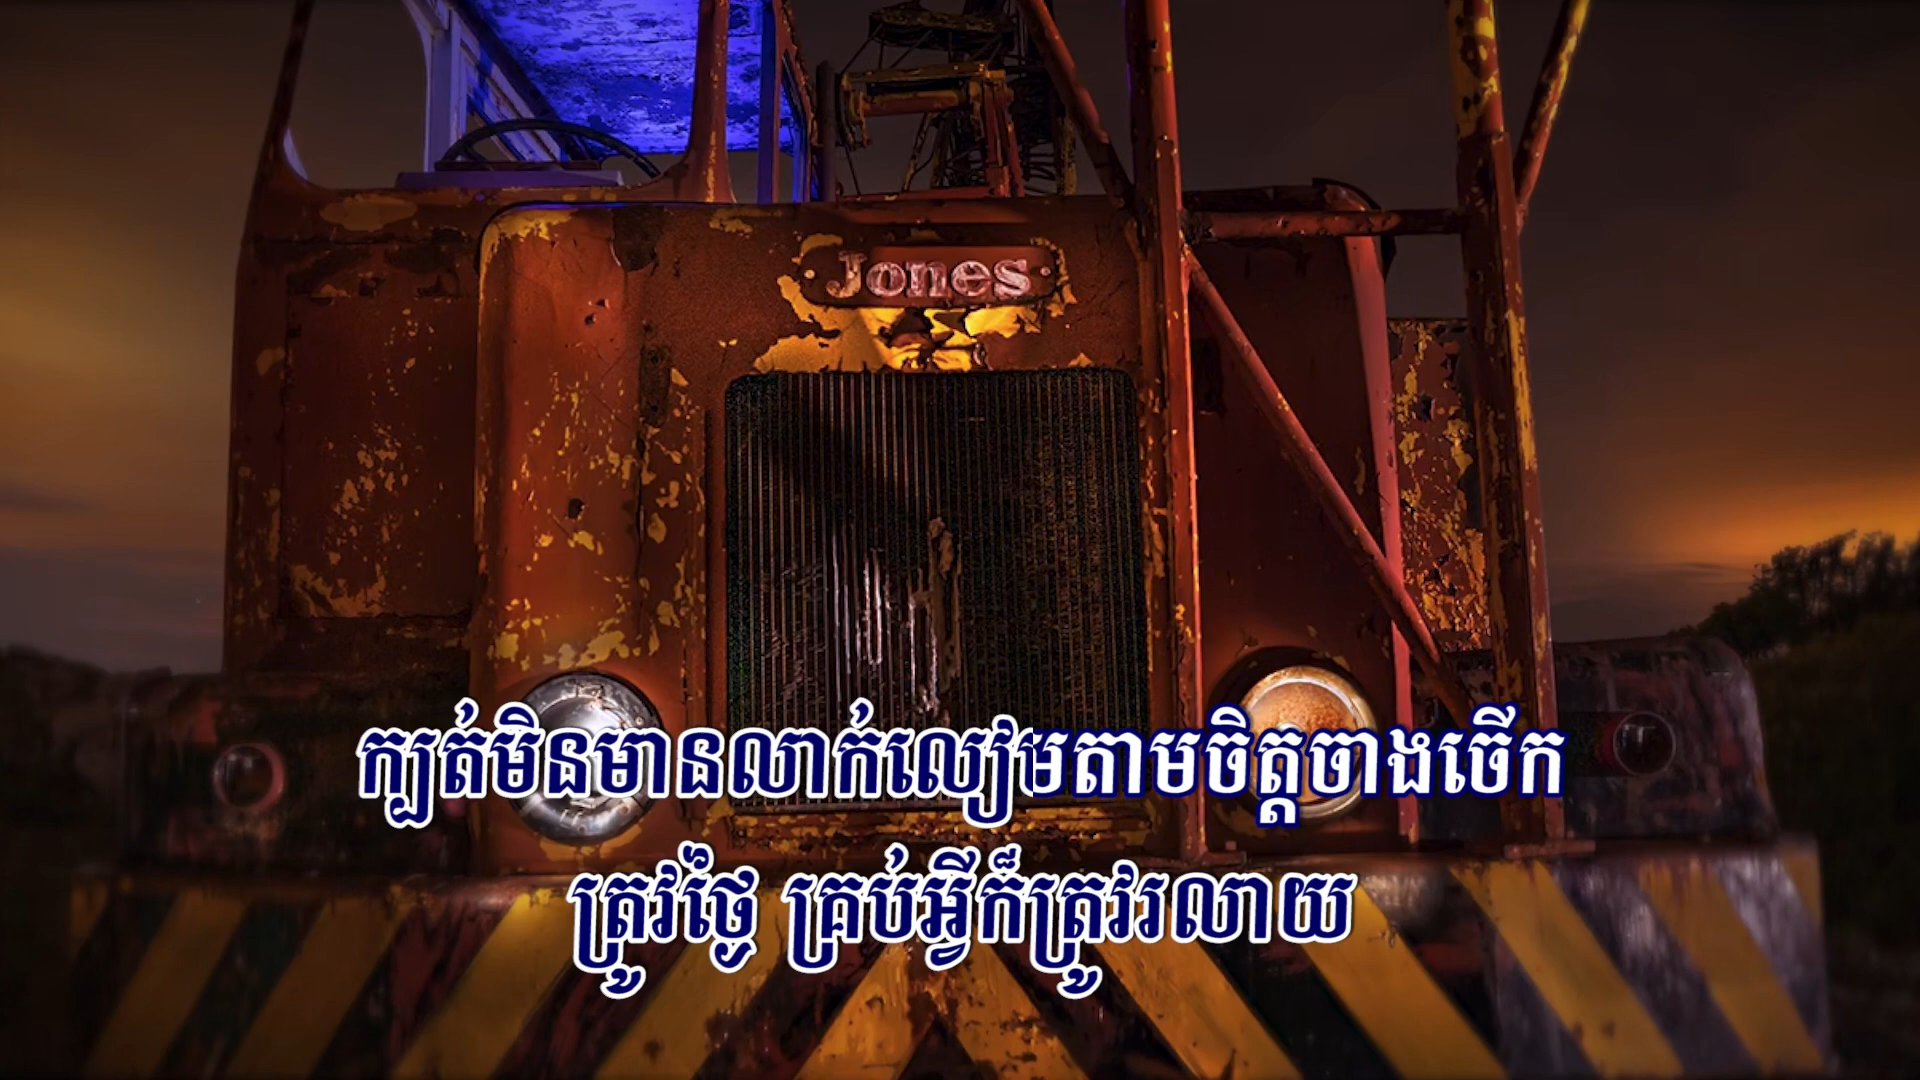 Jones
ក្បត់មិនមានលាក់លៀមតាមចិត្តចាងចើក
ត្រូវថ្ងៃ គ្រប់អ្វីក៏ត្រូវរលាយ